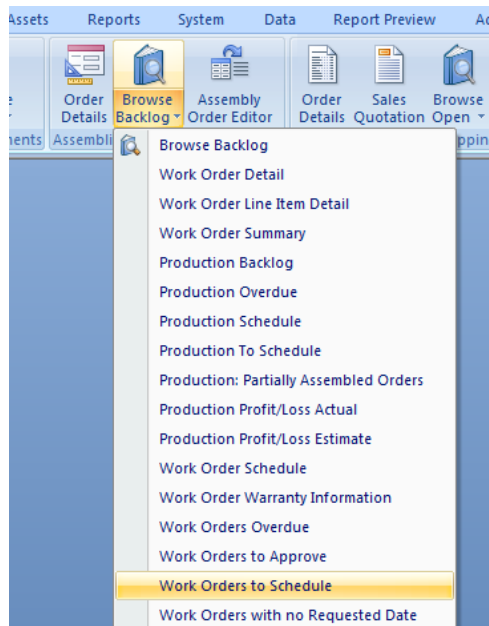 Assets Reports System Data Report Preview
Order Details
Browse Backlog
Assembly Order Editor
Order Details
Sales Quotation
Browse Open
Browse Backlog
Work Order Detail
Work Order Line Item Detail
Work Order Summary
Production Backlog
Production Overdue
Production Schedule
Production To Schedule
Production: Partially Assembled Orders
Production Profit/Loss Actual
Production Profit/Loss Estimate
Work Order Schedule
Work Order Warranty Information
Work Orders Overdue
Work Orders to Approve
Work Orders to Schedule
Work Orders with no Requested Date